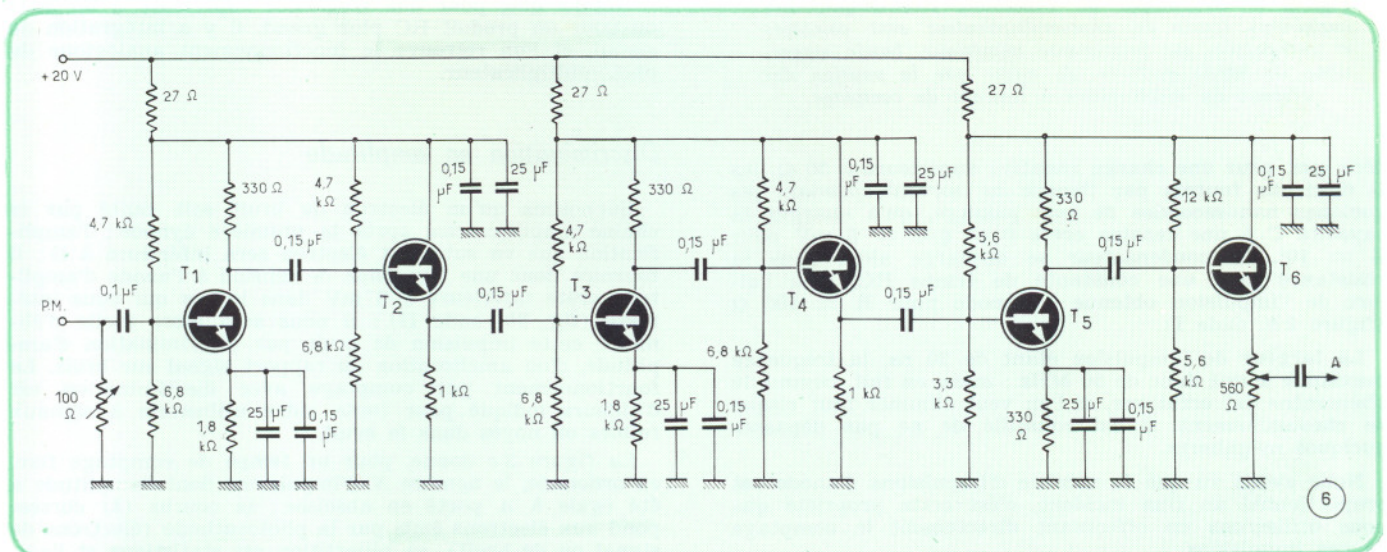 +20 V
27 Ω
27 Ω
27 Ω
330 Ω
4,7 kΩ
4,7 kΩ
0,15 µF
25 µF
0,15 µF
T1
T2
P.M.
0,1 µF
100 Ω
6,8 kΩ
1,8 kΩ
25 µF
0,15 µF
6,8 kΩ
0,15 µF
1 kΩ
4,7 kΩ
330 Ω
4,7 kΩ
0,15 µF
25 µF
0,15 µF
T3
T4
6,8 kΩ
1,8 kΩ
25 µF
0,15 µF
6,8 kΩ
0,15 µF
1 kΩ
5,6 kΩ
330 Ω
12 kΩ
0,15 µF
25 µF
0,15 µF
T5
T6
3,3 kΩ
330 Ω
25 µF
0,15 µF
5,6 kΩ
560 Ω
A
6